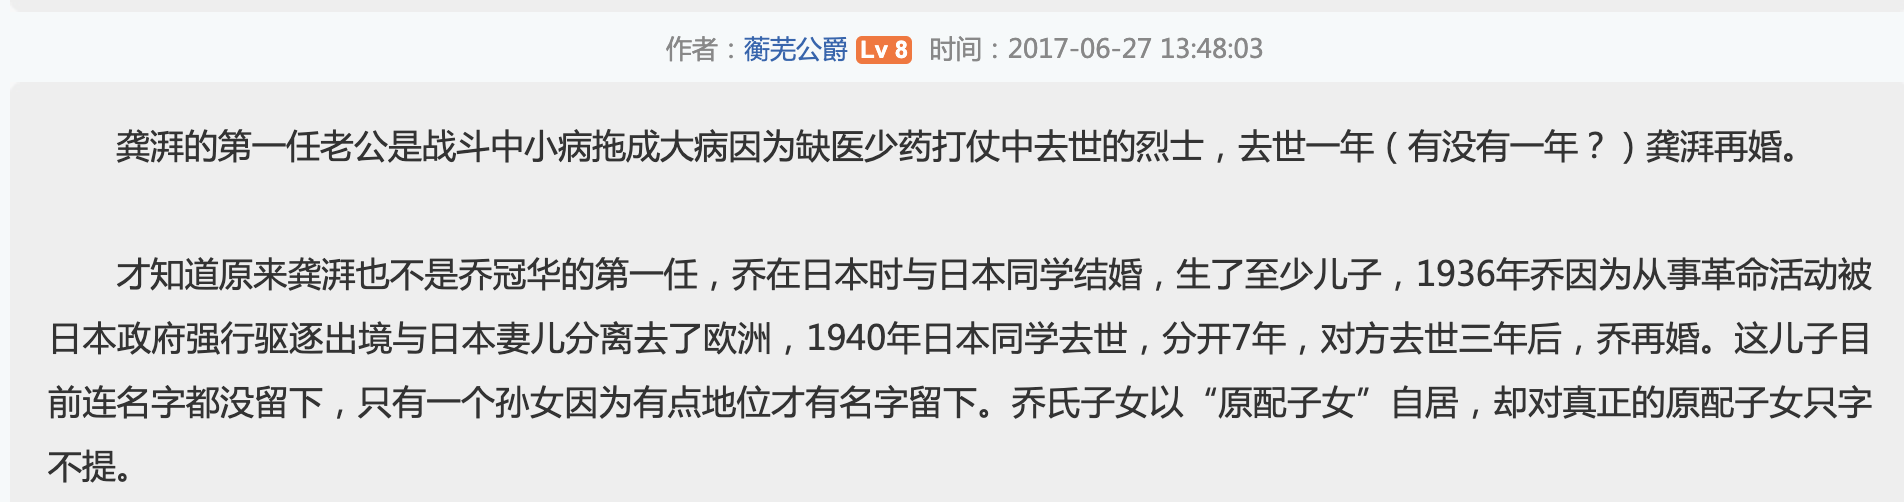 作者：蘅芜公爵 Lv 8 时间：2017-06-27 13:48:03
龚湃的第一任老公是战斗中小病拖成大病因为缺医少药打仗中去世的烈士，去世一年（有没有一年？）龚湃再婚。
才知道原来龚湃也不是乔冠华的第一任，乔在日本时与日本同学结婚，生了至少儿子，1936年乔因为从事革命活动被
日本政府强行驱逐出境与日本妻儿分离去了欧洲，1940年日本同学去世，分开7年，对方去世三年后，乔再婚。这儿子目
前连名字都没留下，只有一个孙女因为有点地位才有名字留下。乔氏子女以“原配子女”自居，却对真正的原配子女只字
不提。